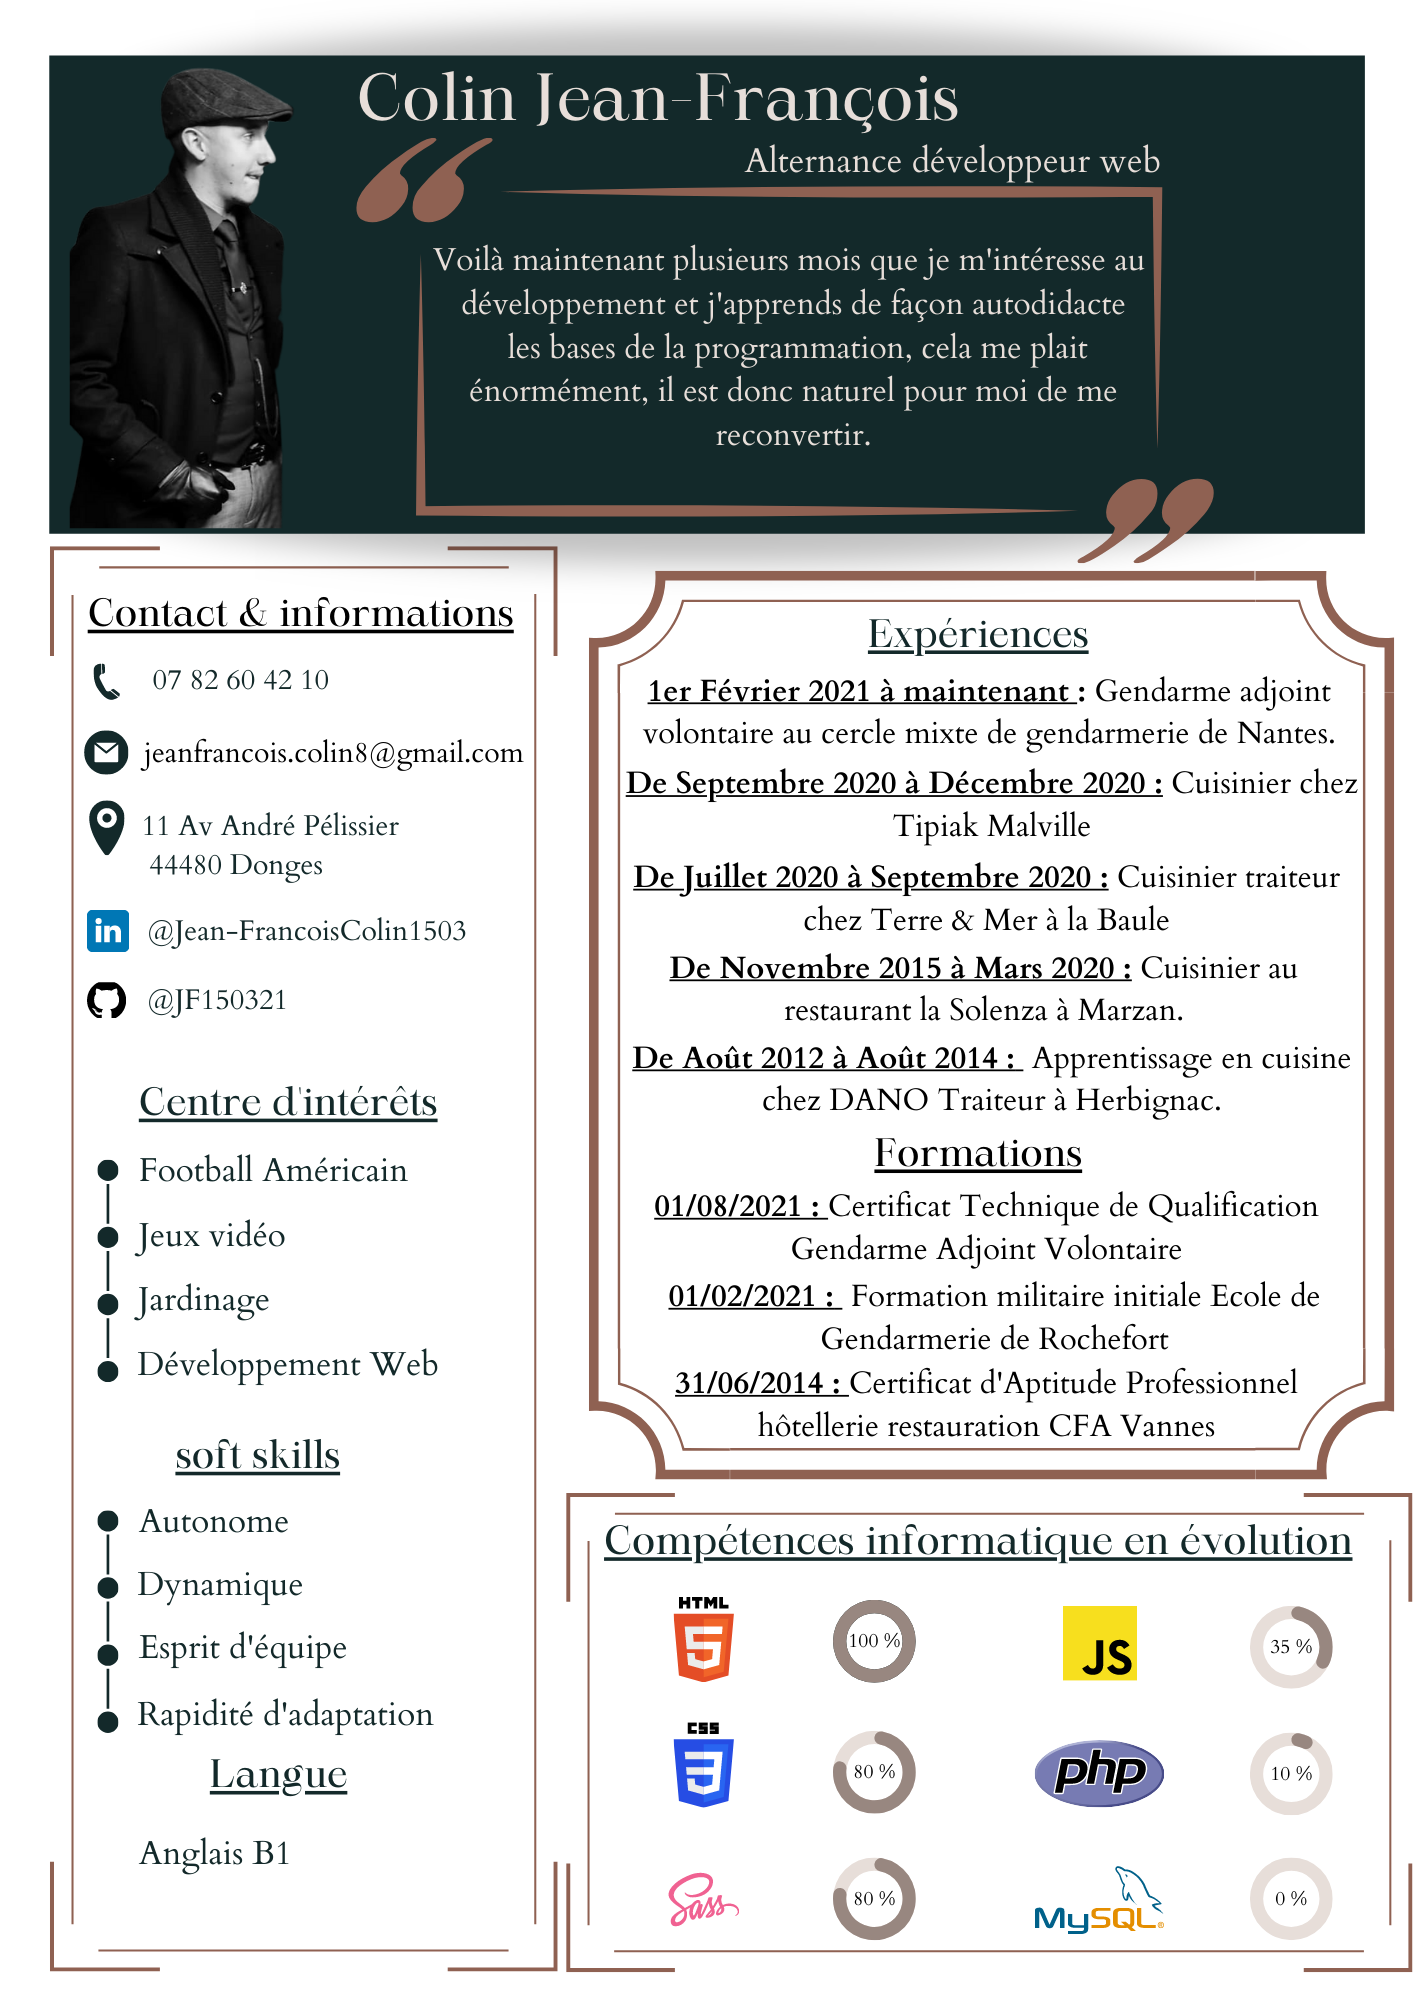 Colin Jean-François
Alternance développeur web
Voilà maintenant plusieurs mois que je m'intéresse au
développement et j'apprends de façon autodidacte
les bases de la programmation, cela me plait
énormément, il est donc naturel pour moi de me
reconvertir.
Contact & informations
07 82 60 42 10
jeanfrancois.colin8@gmail.com
11 Av André Pélissier
44480 Donges
in @Jean-FrancoisColin1503
@JF150321
Centre d'intérêts
Football Américain
Jeux vidéo
Jardinage
Développement Web
soft skills
Autonome
Dynamique
Esprit d'équipe
Rapidité d'adaptation
Langue
Anglais B1
Expériences
1er Février 2021 à maintenant : Gendarme adjoint
volontaire au cercle mixte de gendarmerie de Nantes.
De Septembre 2020 à Décembre 2020 : Cuisinier chez
Tipiak Malville
De Juillet 2020 à Septembre 2020 : Cuisinier traiteur
chez Terre & Mer à la Baule
De Novembre 2015 à Mars 2020 : Cuisinier au
restaurant la Solenza à Marzan.
De Août 2012 à Août 2014 : Apprentissage en cuisine
chez DANO Traiteur à Herbignac.
Formations
01/08/2021 : Certificat Technique de Qualification
Gendarme Adjoint Volontaire
01/02/2021 : Formation militaire initiale Ecole de
Gendarmerie de Rochefort
31/06/2014 : Certificat d'Aptitude Professionnel
hôtellerie restauration CFA Vannes
Compétences informatique en évolution
HTML
5
100 %
JS
35 %
CSS
3
80 %
php
10 %
Sass
80 %
MySQL®
0 %